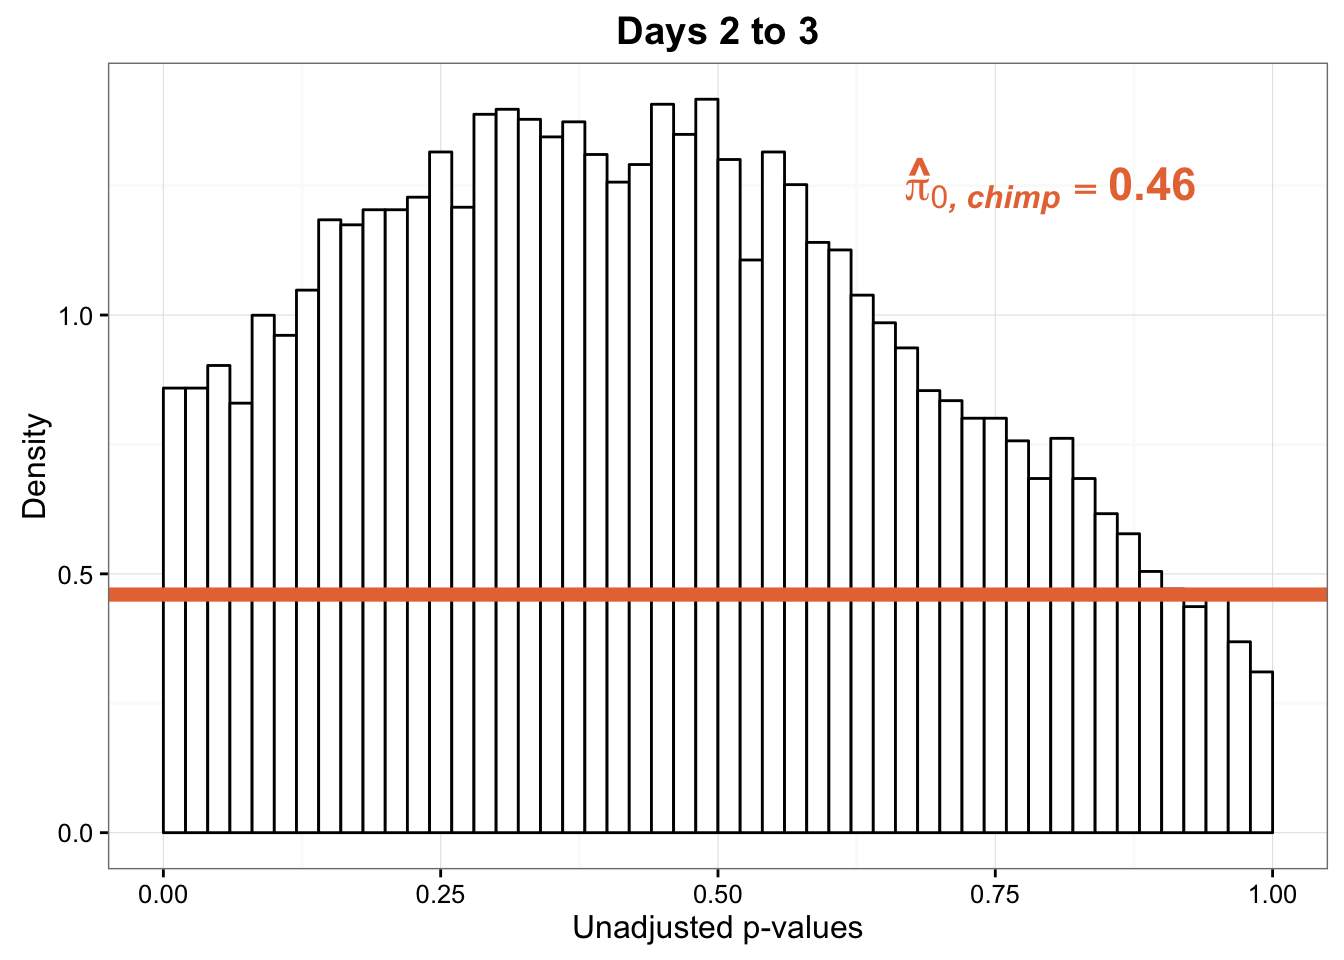 Days 2 to 3
π̂0, chimp = 0.46
Density
1.0
0.5
0.0
0.00 0.25 0.50 0.75 1.00
Unadjusted p-values